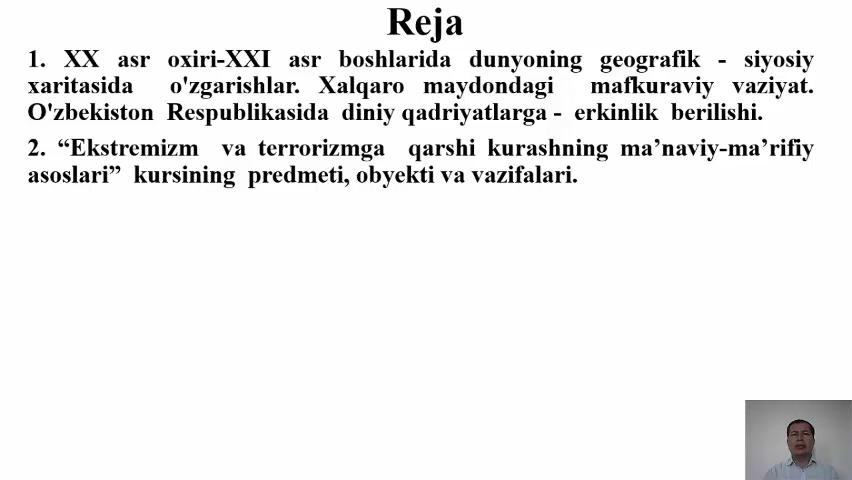 Reja
1. XX asr oxiri-XXI asr boshlarida dunyoning geografik - siyosiy
xaritasida o'zgarishlar. Xalqaro maydondagi mafkuraviy vaziyat.
O'zbekiston Respublikasida diniy qadriyatlarga - erkinlik berilishi.
2. “Ekstremizm va terrorizmga qarshi kurashning ma’naviy-ma’rifiy
asoslari” kursining predmeti, obyekti va vazifalari.